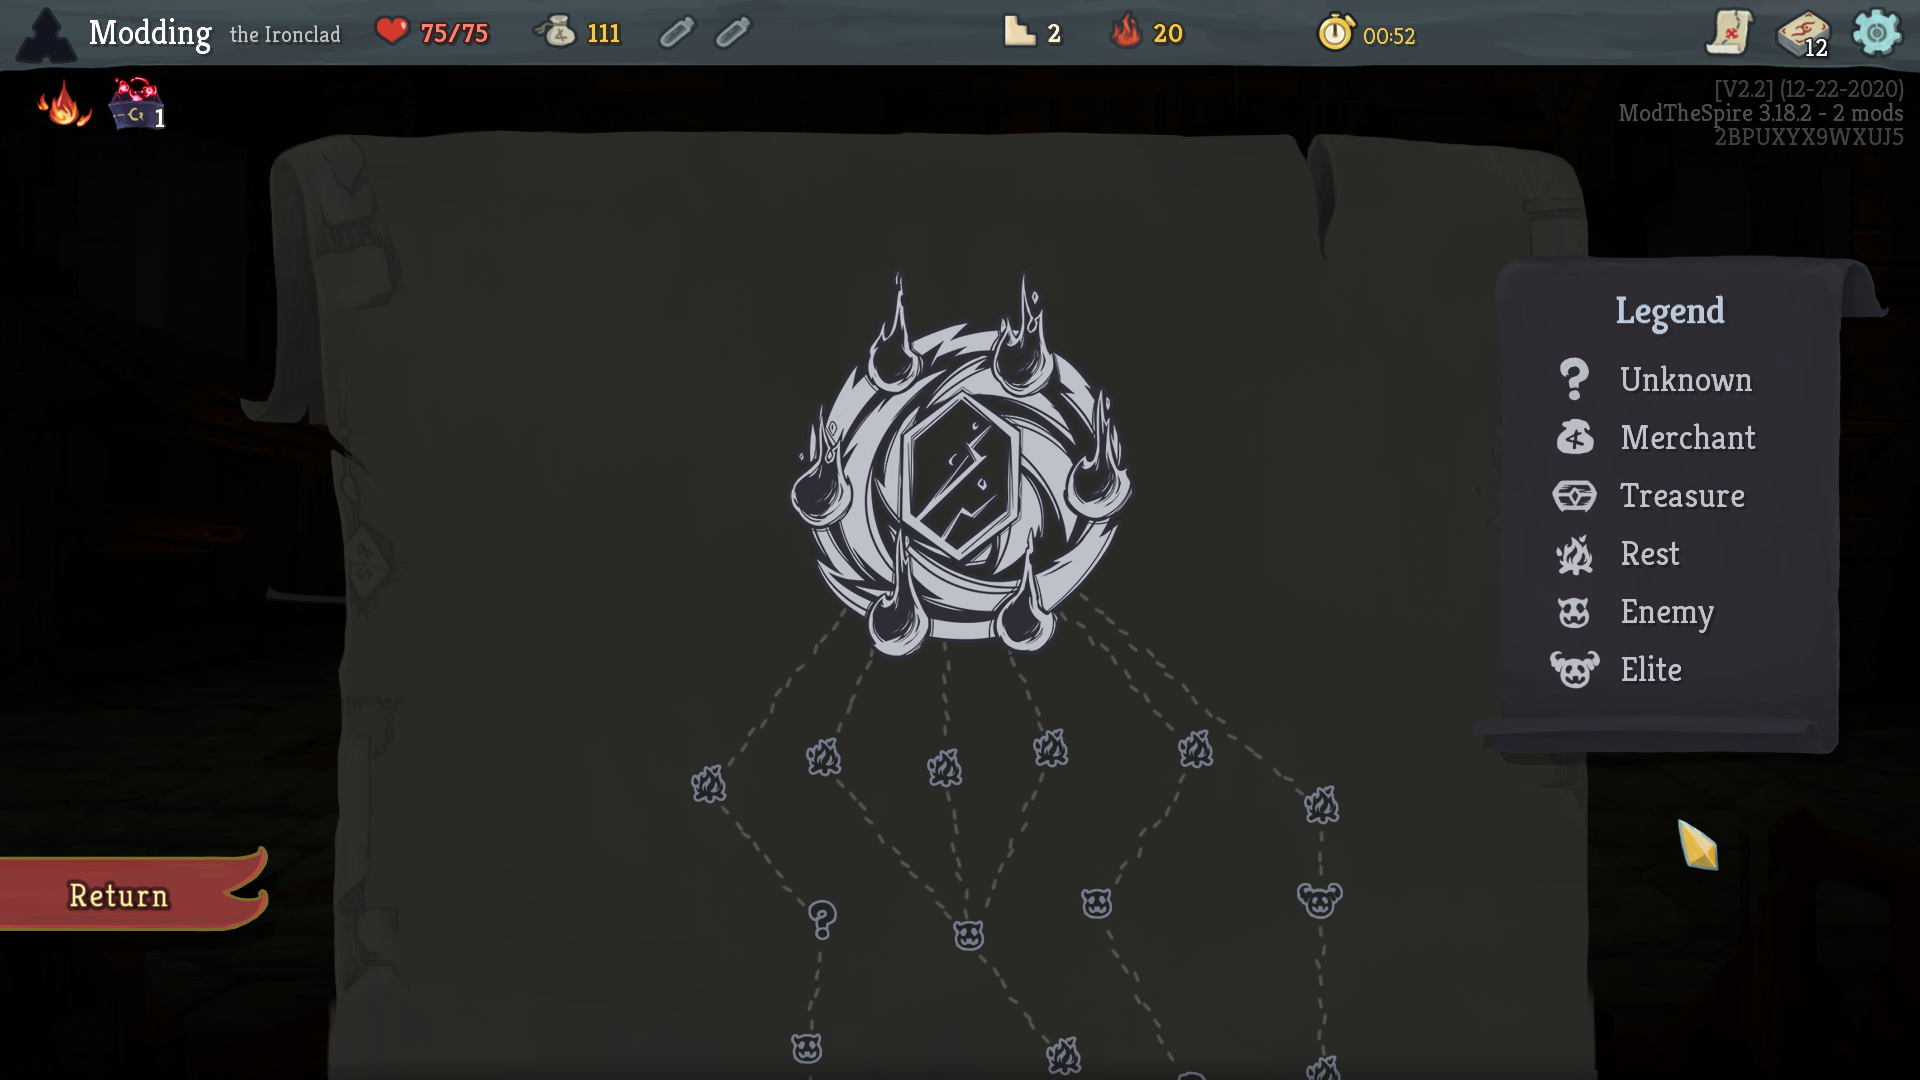 Modding the Ironclad 75/75 111 2 20 00:52 12
1
[V2.2] (12-22-2020)
ModTheSpire 3.18.2 - 2 mods
2BPUXYX9WXUJ5
Legend
Unknown
Merchant
Treasure
Rest
Enemy
Elite
Return